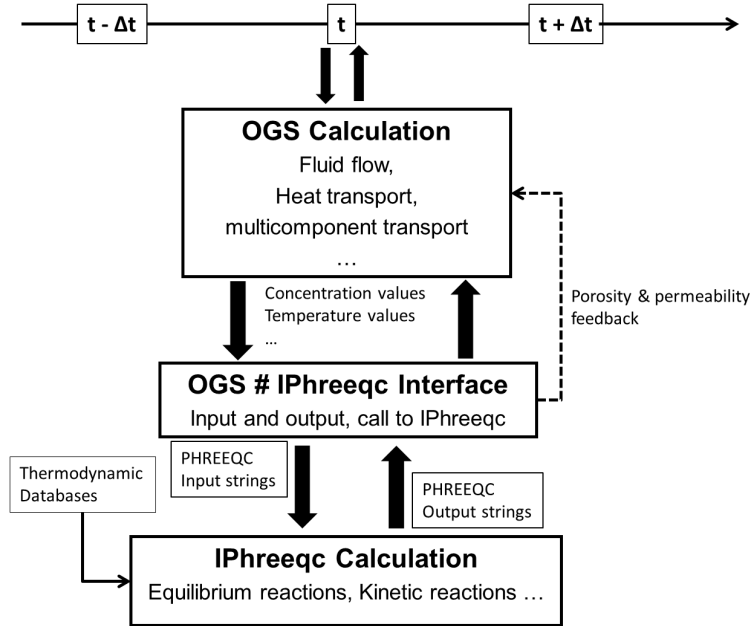 t - Δt
t
t + Δt
OGS Calculation
Fluid flow,
Heat transport,
multicomponent transport
…
Concentration values
Temperature values
…
Porosity & permeability
feedback
OGS # IPhreeqc Interface
Input and output, call to IPhreeqc
PHREEQC
Input strings
Thermodynamic
Databases
PHREEQC
Output strings
IPhreeqc Calculation
Equilibrium reactions, Kinetic reactions …